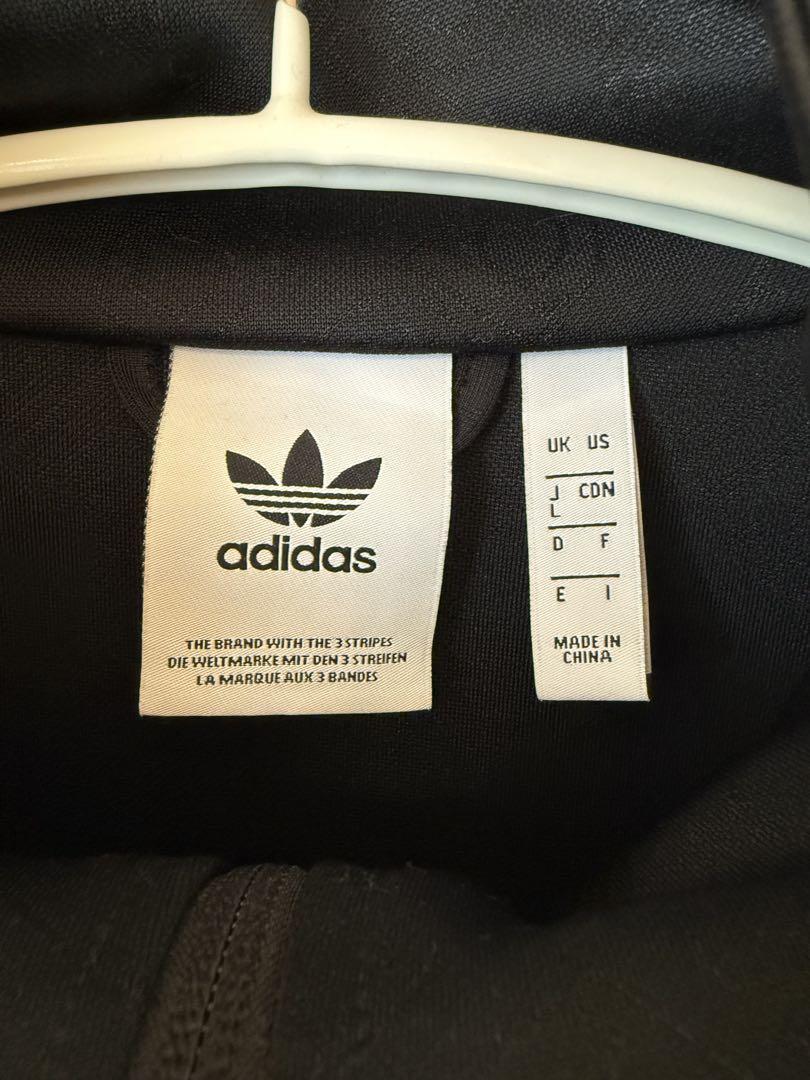 adidas
THE BRAND WITH THE 3 STRIPES
DIE WELTMARKE MIT DEN 3 STREIFEN
LA MARQUE AUX 3 BANDES
UK US
J CDN
L
D F
E I
MADE IN
CHINA